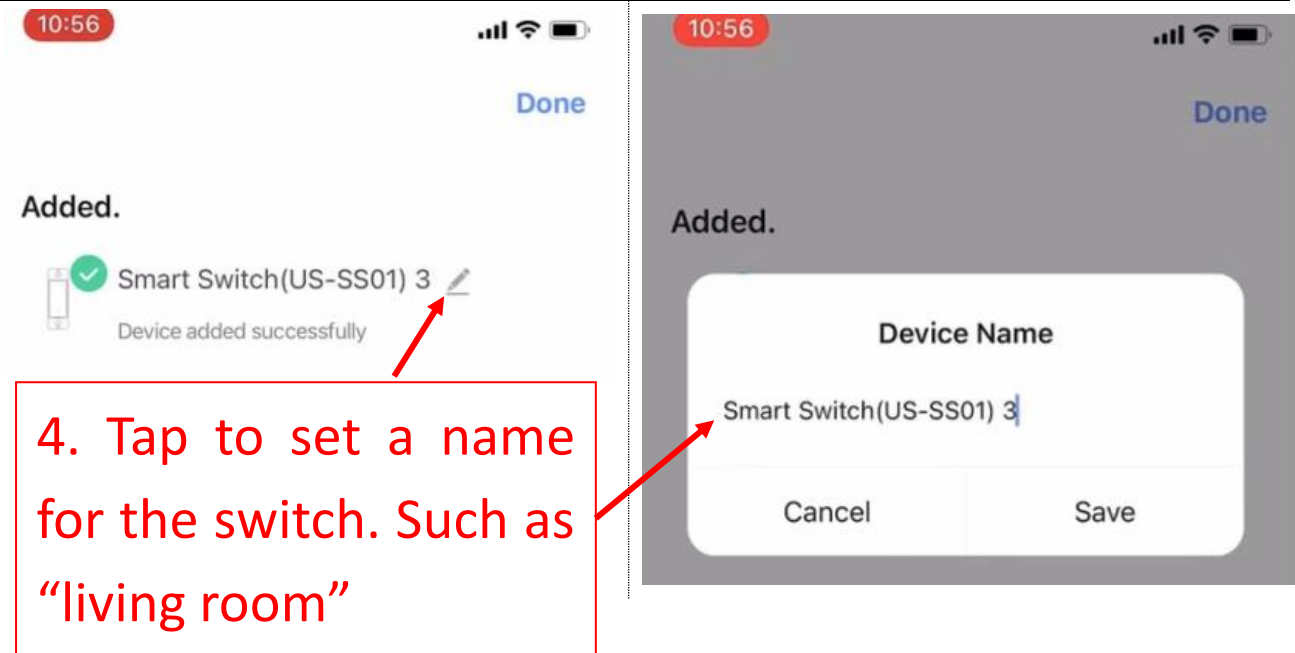 10:56
Done
Added.
Smart Switch(US-SS01) 3
Device added successfully
4. Tap to set a name
for the switch. Such as
“living room”
10:56
Done
Added.
Device Name
Smart Switch(US-SS01) 3
Cancel
Save